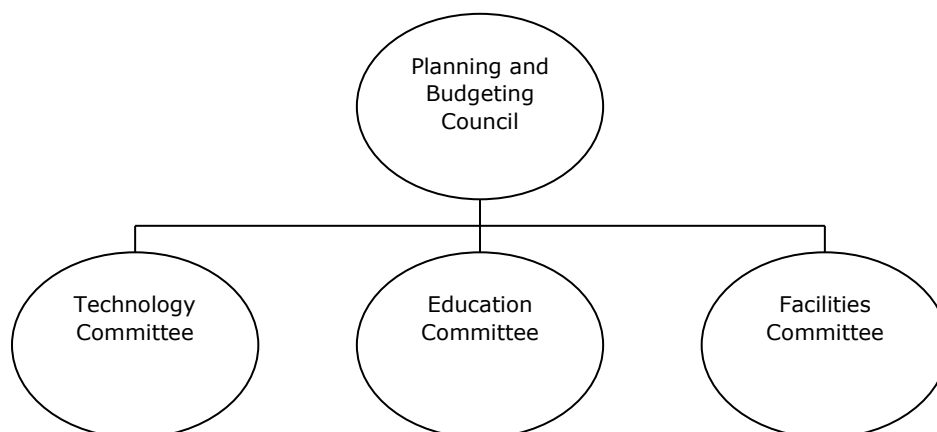 Planning and
Budgeting
Council
Technology
Committee
Education
Committee
Facilities
Committee